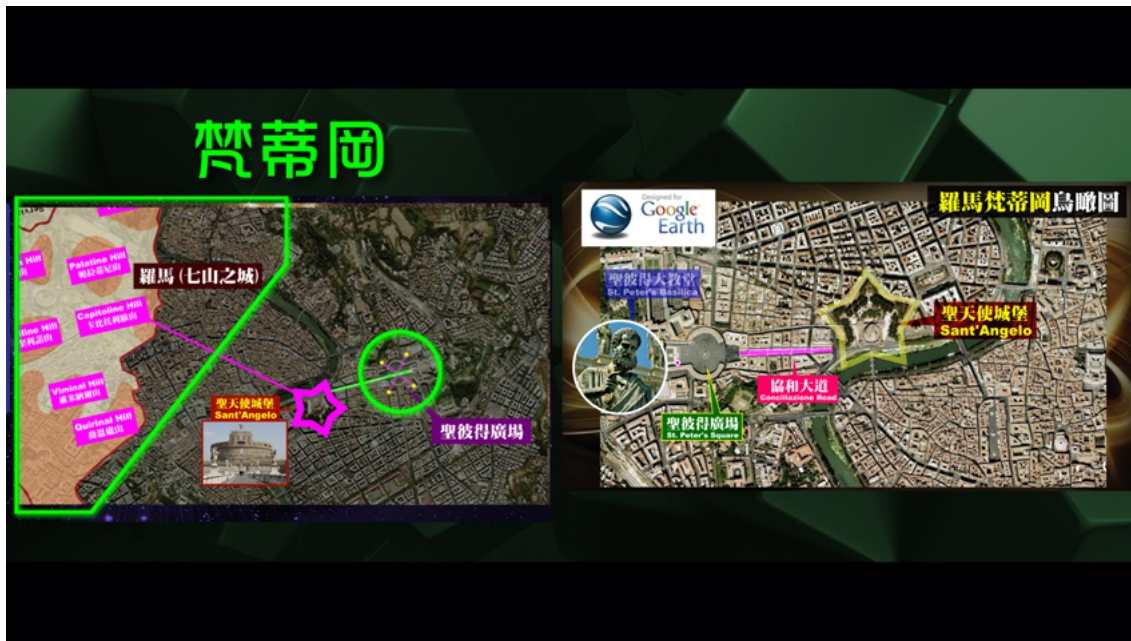 梵蒂岡
Palatine Hill
帕拉蒂尼山
羅馬 (七山之城)
Hill
山
Capitoline Hill
卡比托利歐山
line Hill
Viminal Hill
維米納爾山
Quirinal Hill
聖天使城堡
Sant'Angelo
聖彼得廣場
Designed for
Google
Earth
羅馬梵蒂岡鳥瞰圖
聖彼得大教堂
St. Peter's Basilica
聖天使城堡
Sant'Angelo
協和大道
Conciliazione Road
聖彼得廣場
St. Peter's Square